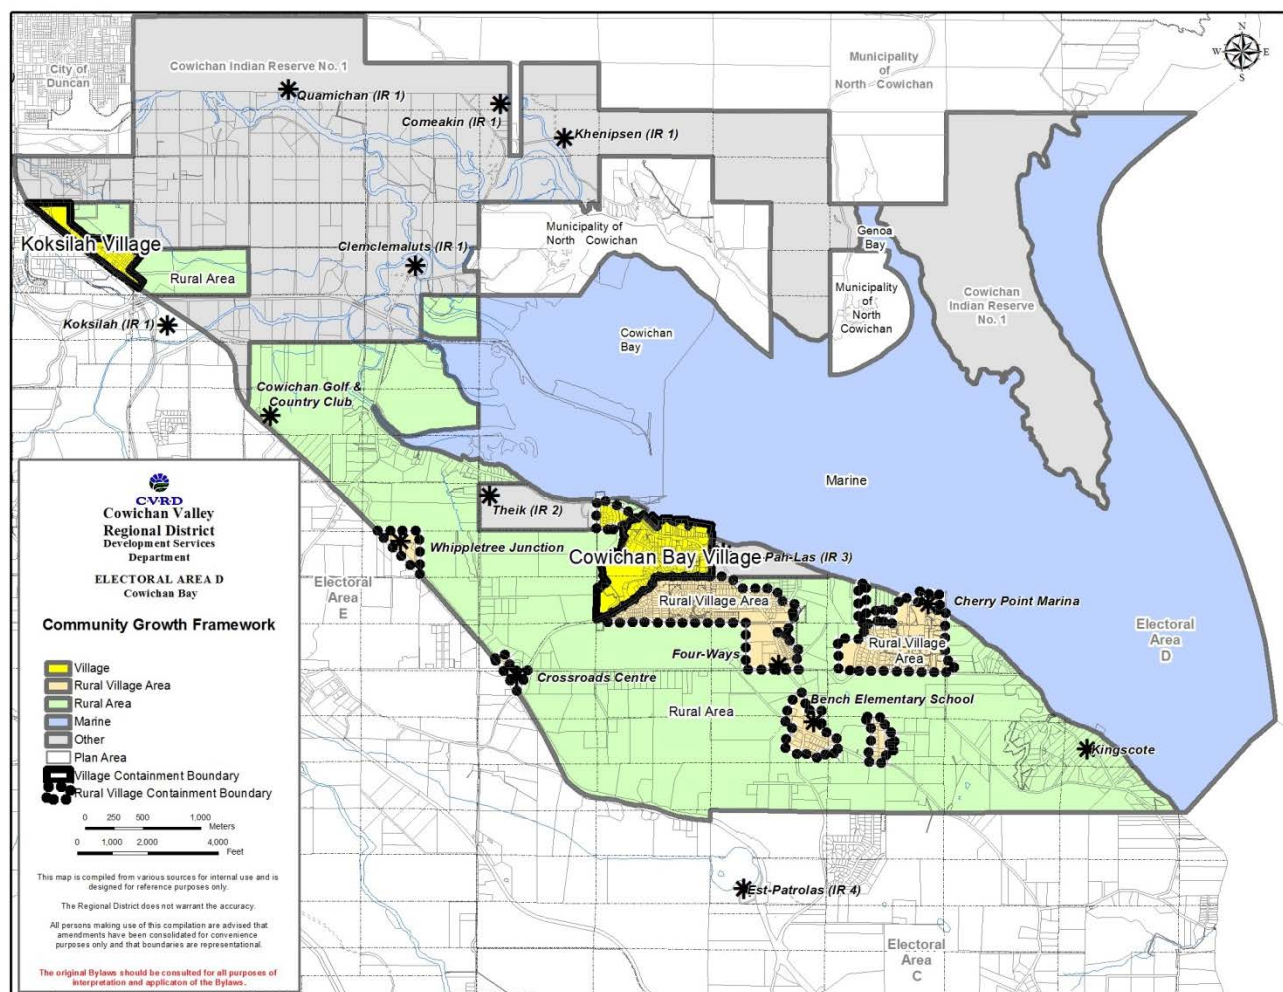 City of
Duncan
Cowichan Indian Reserve No. 1
Municipality
of
North Cowichan
N
W E
S
Quamichan (IR 1)
Comeakin (IR 1)
Khenipsen (IR 1)
Koksilah Village
Rural Area
Clemclemaluts (IR 1)
Municipality of
North Cowichan
Genoa
Bay
Municipality
of North
Cowichan
Cowichan
Indian Reserve
No. 1
Koksilah (IR 1)
Cowichan
Bay
Cowichan Golf &
Country Club
Marine
Theik (IR 2)
Whippletree Junction
Cowichan Bay Village
Pah-Las (IR 3)
Electoral
Area
E
Rural Village Area
Cherry Point Marina
Rural Village
Area
Electoral
Area
D
Four-Ways
Crossroads Centre
Bench Elementary School
Rural Area
Kingscote
Est-Patrolas (IR 4)
Electoral
Area
C
CVRD
Cowichan Valley
Regional District
Development Services
Department
ELECTORAL AREA D
Cowichan Bay
Community Growth Framework
Village
Rural Village Area
Rural Area
Marine
Other
Plan Area
Village Containment Boundary
Rural Village Containment Boundary
0 250 500 1,000
Meters
0 1,000 2,000 4,000
Feet
This map is compiled from various sources for internal use and is
designed for reference purposes only.
The Regional District does not warrant the accuracy.
All persons making use of this compilation are advised that
amendments have been consolidated for convenience
purposes only and that boundaries are representational.
The original Bylaws should be consulted for all purposes of
interpretation and applicaton of the Bylaws.